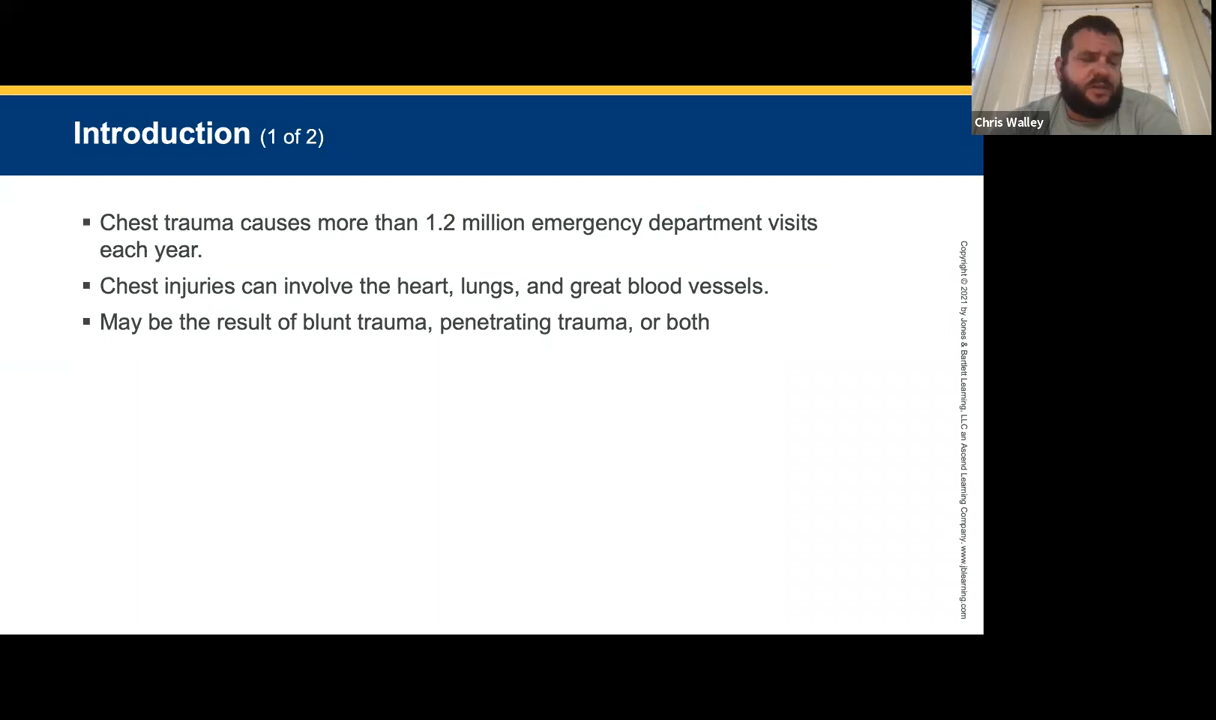 Introduction (1 of 2)
▪ Chest trauma causes more than 1.2 million emergency department visits
each year.
▪ Chest injuries can involve the heart, lungs, and great blood vessels.
▪ May be the result of blunt trauma, penetrating trauma, or both
Copyright © 2021 by Jones & Bartlett Learning, LLC an Ascend Learning Company. www.jblearning.com
Chris Walley